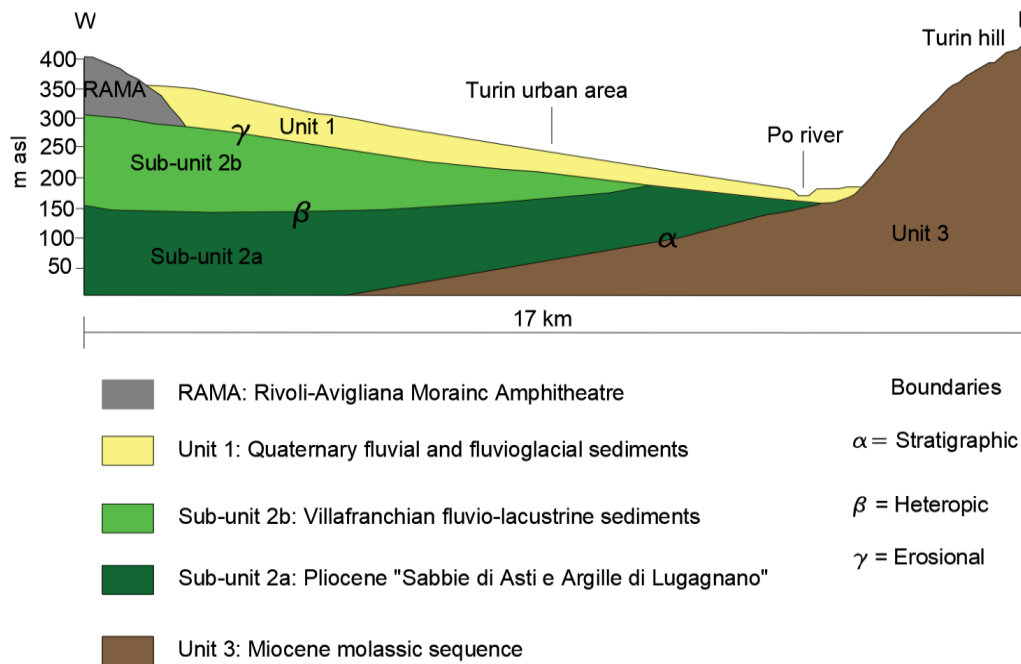 W
Turin hill
400
350
300
250
200
150
100
50
m asl
RAMA
Unit 1
Turin urban area
Po river
γ
Sub-unit 2b
β
α
Sub-unit 2a
Unit 3
17 km
RAMA: Rivoli-Avigliana Morainc Amphitheatre
Unit 1: Quaternary fluvial and fluvioglacial sediments
Sub-unit 2b: Villafranchian fluvio-lacustrine sediments
Sub-unit 2a: Pliocene "Sabbie di Asti e Argille di Lugagnano"
Unit 3: Miocene molassic sequence
Boundaries
α= Stratigraphic
β = Heteropic
γ = Erosional